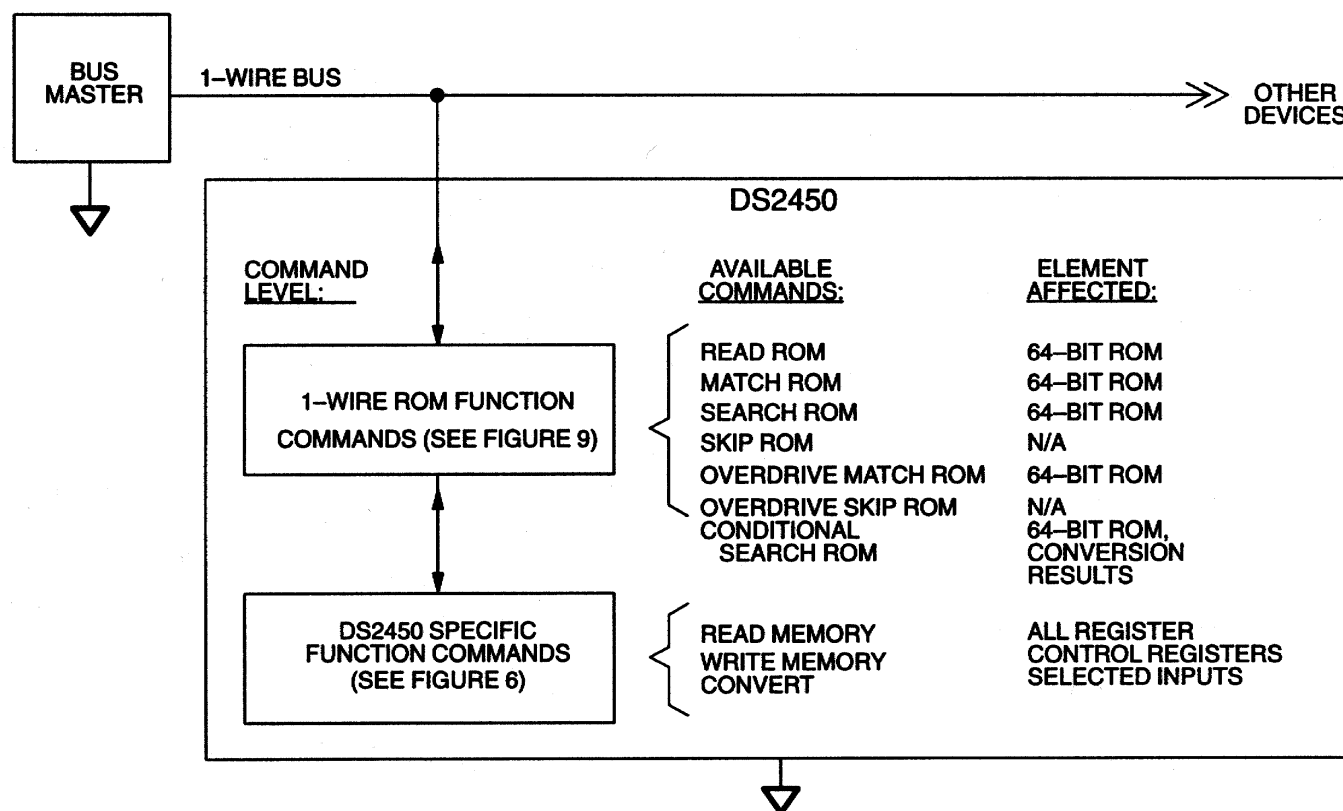 BUS
MASTER
1–WIRE BUS
OTHER
DEVICES
DS2450
COMMAND
LEVEL:
AVAILABLE
COMMANDS:
ELEMENT
AFFECTED:
1–WIRE ROM FUNCTION
COMMANDS (SEE FIGURE 9)
READ ROM 64–BIT ROM
MATCH ROM 64–BIT ROM
SEARCH ROM 64–BIT ROM
SKIP ROM N/A
OVERDRIVE MATCH ROM 64–BIT ROM
OVERDRIVE SKIP ROM N/A
CONDITIONAL 64–BIT ROM,
SEARCH ROM CONVERSION
RESULTS
DS2450 SPECIFIC
FUNCTION COMMANDS
(SEE FIGURE 6)
READ MEMORY ALL REGISTER
WRITE MEMORY CONTROL REGISTERS
CONVERT SELECTED INPUTS